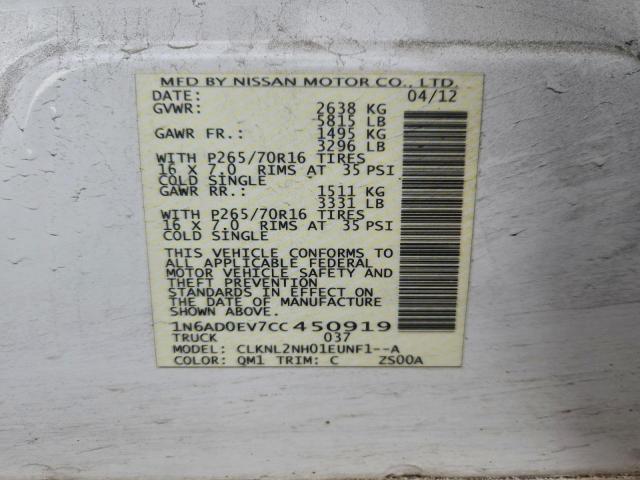 MFD BY NISSAN MOTOR CO., LTD.
DATE: 04/12
GVWR: 2638 KG
5815 LB
GAWR FR.: 1495 KG
3296 LB
WITH P265/70R16 TIRES
16 X 7.0 RIMS AT 35 PSI
COLD SINGLE
GAWR RR.: 1511 KG
3331 LB
WITH P265/70R16 TIRES
16 X 7.0 RIMS AT 35 PSI
COLD SINGLE
THIS VEHICLE CONFORMS TO
ALL APPLICABLE FEDERAL
MOTOR VEHICLE SAFETY AND
THEFT PREVENTION
STANDARDS IN EFFECT ON
THE DATE OF MANUFACTURE
SHOWN ABOVE.
1N6AD0EV7CC450919
TRUCK 037
MODEL: CLKNL2NH01EUNF1--A
COLOR: QM1 TRIM: C ZS00A